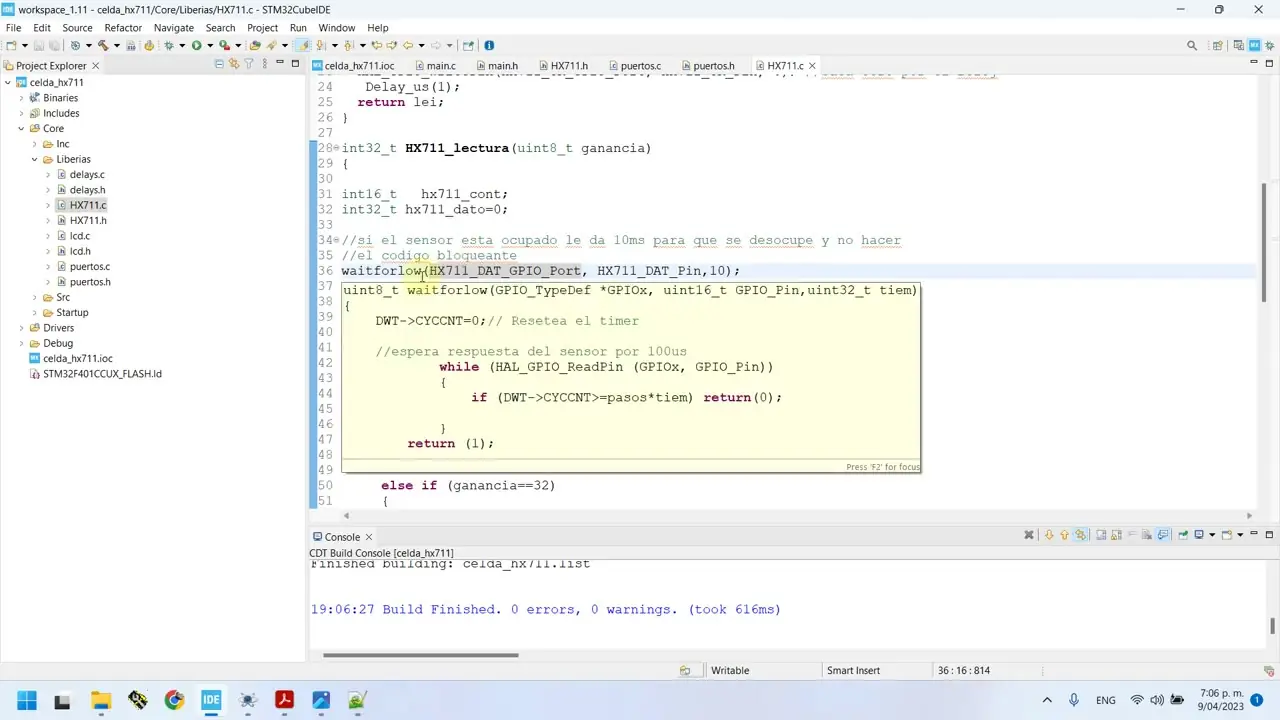 workspace_1.11 - celda_hx711/Core/Liberias/HX711.c - STM32CubeIDE
File Edit Source Refactor Navigate Search Project Run Window Help
Project Explorer
celda_hx711
Binaries
Includes
Core
Inc
Liberias
delays.c
delays.h
HX711.c
HX711.h
lcd.c
lcd.h
puertos.c
puertos.h
Src
Startup
Drivers
Debug
celda_hx711.ioc
STM32F401CCUX_FLASH.ld
celda_hx711.ioc main.c main.h HX711.h puertos.c puertos.h HX711.c
24 Delay_us(1);
25 return lei;
26 }
27
28 int32_t HX711_lectura(uint8_t ganancia)
29 {
30
31 int16_t hx711_cont;
32 int32_t hx711_dato=0;
33
34 //si el sensor esta ocupado le da 10ms para que se desocupe y no hacer
35 //el codigo bloqueante
36 waitforlow(HX711_DAT_GPIO_Port, HX711_DAT_Pin,10);
37
38
39
40
41
42
43
44
45
46
47
48
49
uint8_t waitforlow(GPIO_TypeDef *GPIOx, uint16_t GPIO_Pin,uint32_t tiem)
{
DWT->CYCCNT=0;// Resetea el timer
//espera respuesta del sensor por 100us
while (HAL_GPIO_ReadPin (GPIOx, GPIO_Pin))
{
if (DWT->CYCCNT>=pasos*tiem) return(0);
}
return (1);
Press 'F2' for focus
50 else if (ganancia==32)
51 {
Console
CDT Build Console [celda_hx711]
Finished building: celda_hx711.list
19:06:27 Build Finished. 0 errors, 0 warnings. (took 616ms)
Writable Smart Insert 36 : 16 : 814
IDE
ENG
7:06 p. m.
9/04/2023
1